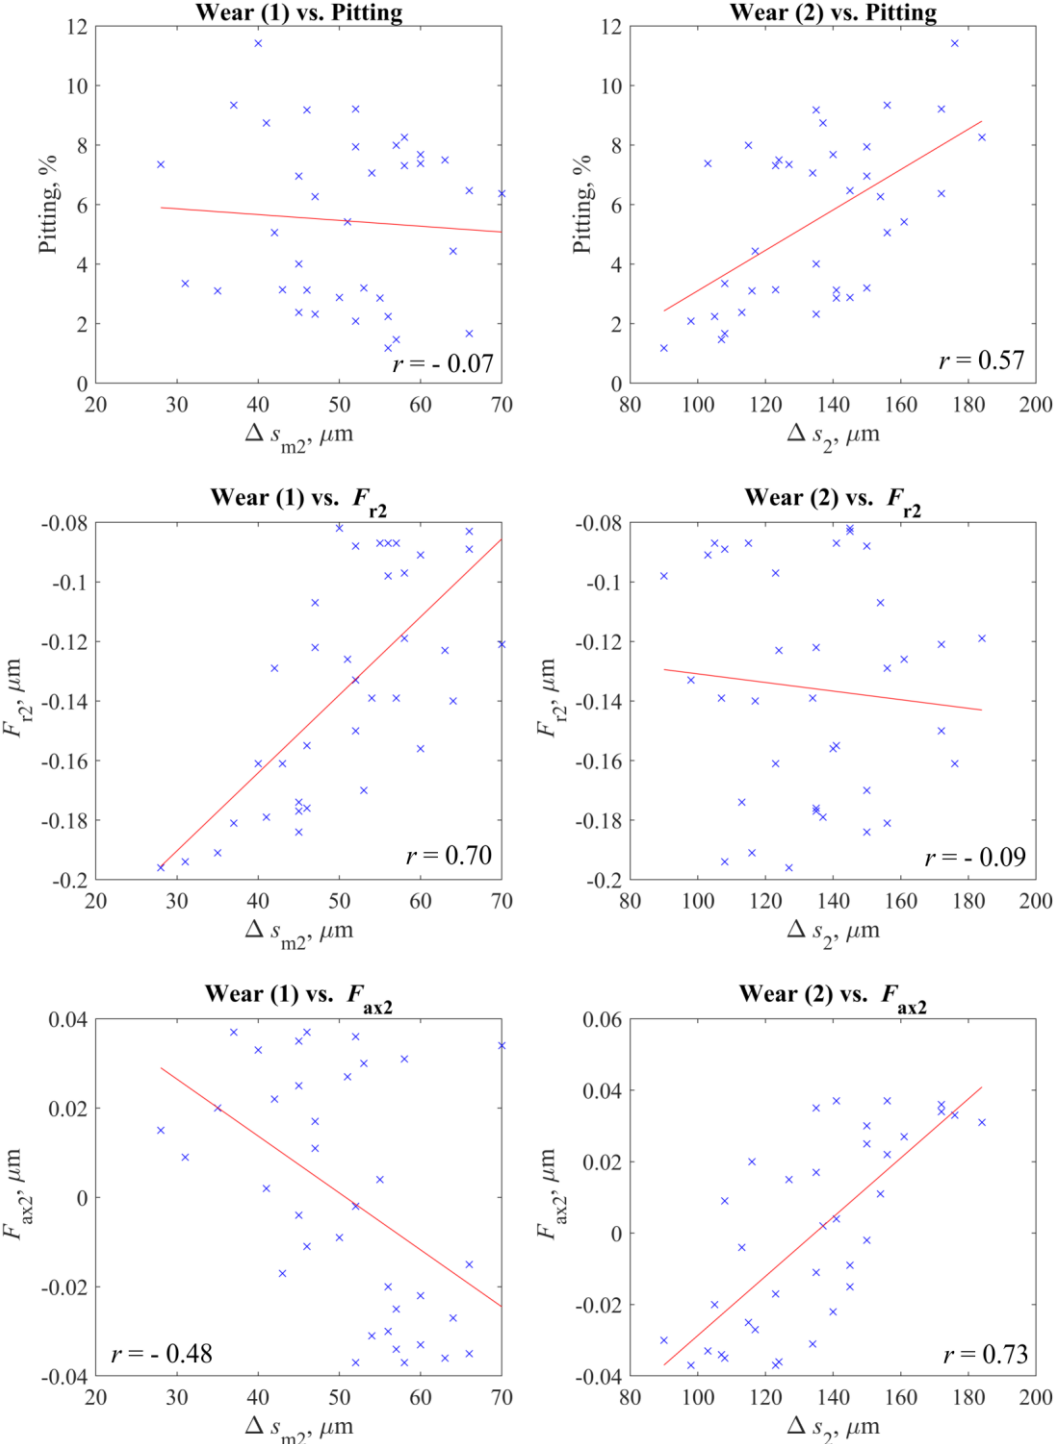 Wear (1) vs. Pitting
12
10
8
6
4
2
0
Pitting, %
r = - 0.07
20 30 40 50 60 70
Δ sm2, μm
Wear (2) vs. Pitting
12
10
8
6
4
2
0
r = 0.57
80 100 120 140 160 180 200
Δ s2, μm
Wear (1) vs. Fr2
-0.08
-0.1
-0.12
-0.14
-0.16
-0.18
-0.2
Fr2, μm
r = 0.70
20 30 40 50 60 70
Δ sm2, μm
Wear (2) vs. Fr2
-0.08
-0.1
-0.12
-0.14
-0.16
-0.18
-0.2
Fr2, μm
r = - 0.09
80 100 120 140 160 180 200
Δ s2, μm
Wear (1) vs. Fax2
0.04
0.02
0
-0.02
-0.04
Fax2, μm
r = - 0.48
20 30 40 50 60 70
Δ sm2, μm
Wear (2) vs. Fax2
0.06
0.04
0.02
0
-0.02
-0.04
Fax2, μm
r = 0.73
80 100 120 140 160 180 200
Δ s2, μm